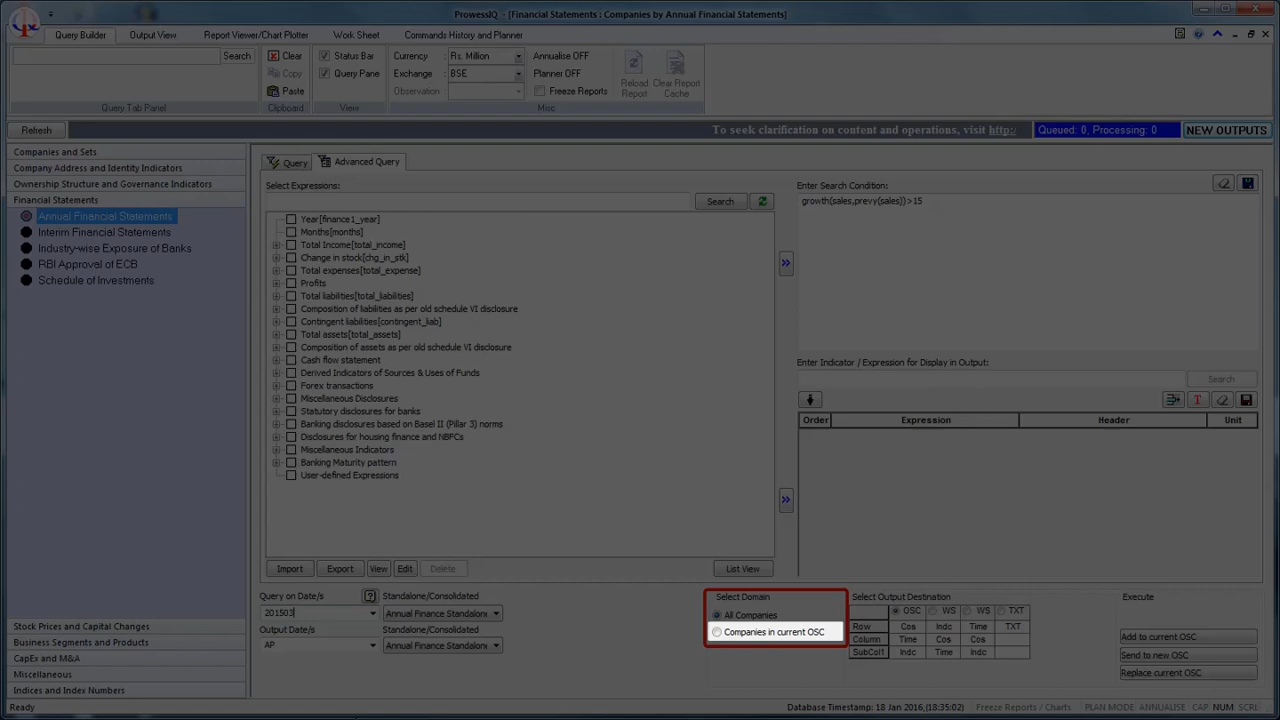 ProwessIQ - [Financial Statements : Companies by Annual Financial Statements]
Query Builder Output View Report Viewer/Chart Plotter Work Sheet Commands History and Planner
Search Clear Status Bar Currency Rs. Million Annualise OFF
Copy Query Pane Exchange BSE Planner OFF
Paste Observation Freeze Reports Reload Report Clear Report Cache
Query Tab Panel Clipboard View Misc
Refresh To seek clarification on content and operations, visit http:/ Queued: 0, Processing: 0 NEW OUTPUTS
Companies and Sets
Company Address and Identity Indicators
Ownership Structure and Governance Indicators
Financial Statements
Annual Financial Statements
Interim Financial Statements
Industry-wise Exposure of Banks
RBI Approval of ECB
Schedule of Investments
Stock Prices and Capital Changes
Business Segments and Products
CapEx and M&A
Miscellaneous
Indices and Index Numbers
Query Advanced Query
Select Expressions:
Search
Year[finance1_year]
Months[months]
Total Income[total_income]
Change in stock[chg_in_stk]
Total expenses[total_expense]
Profits
Total liabilities[total_liabilities]
Composition of liabilities as per old schedule VI disclosure
Contingent liabilities[contingent_liab]
Total assets[total_assets]
Composition of assets as per old schedule VI disclosure
Cash flow statement
Derived Indicators of Sources & Uses of Funds
Forex transactions
Miscellaneous Disclosures
Statutory disclosures for banks
Banking disclosures based on Basel II (Pillar 3) norms
Disclosures for housing finance and NBFCs
Miscellaneous Indicators
Banking Maturity pattern
User-defined Expressions
Import Export View Edit Delete List View
Enter Search Condition:
growth(sales,prevy(sales))>15
Enter Indicator / Expression for Display in Output:
Search
Order Expression Header Unit
Query on Date/s ? Standalone/Consolidated
201503 Annual Finance Standalon
Output Date/s Standalone/Consolidated
AP Annual Finance Standalon
Select Domain
All Companies
Companies in current OSC
Select Output Destination
OSC WS WS TXT
Row Cos Indc Time TXT
Column Time Cos Cos
SubCol1 Indc Time Indc
Execute
Add to current OSC
Send to new OSC
Replace current OSC
Ready Database Timestamp: 18 Jan 2016,(18:35:02) Freeze Reports / Charts PLAN MODE: ANNUALISE CAP NUM SCRL